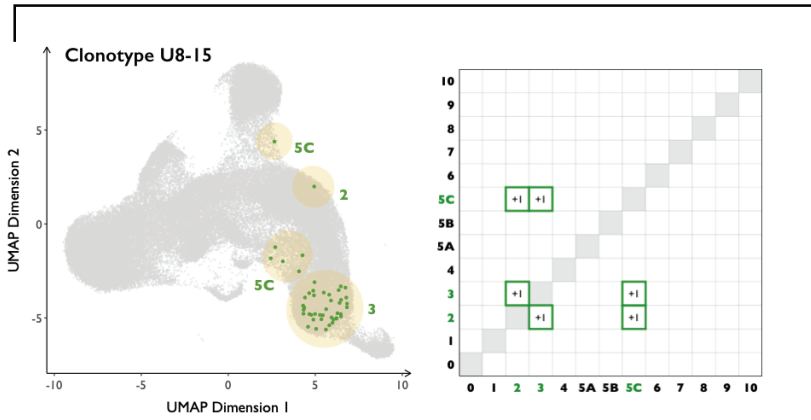 Clonotype U8-15
UMAP Dimension 2
5
0
-5
5C
2
5C
3
-10
-5
0
5
10
UMAP Dimension 1
10
9
8
7
6
5C
5B
5A
4
3
2
1
0
+1 +1
+1 +1
+1 +1
0 1 2 3 4 5A 5B 5C 6 7 8 9 10